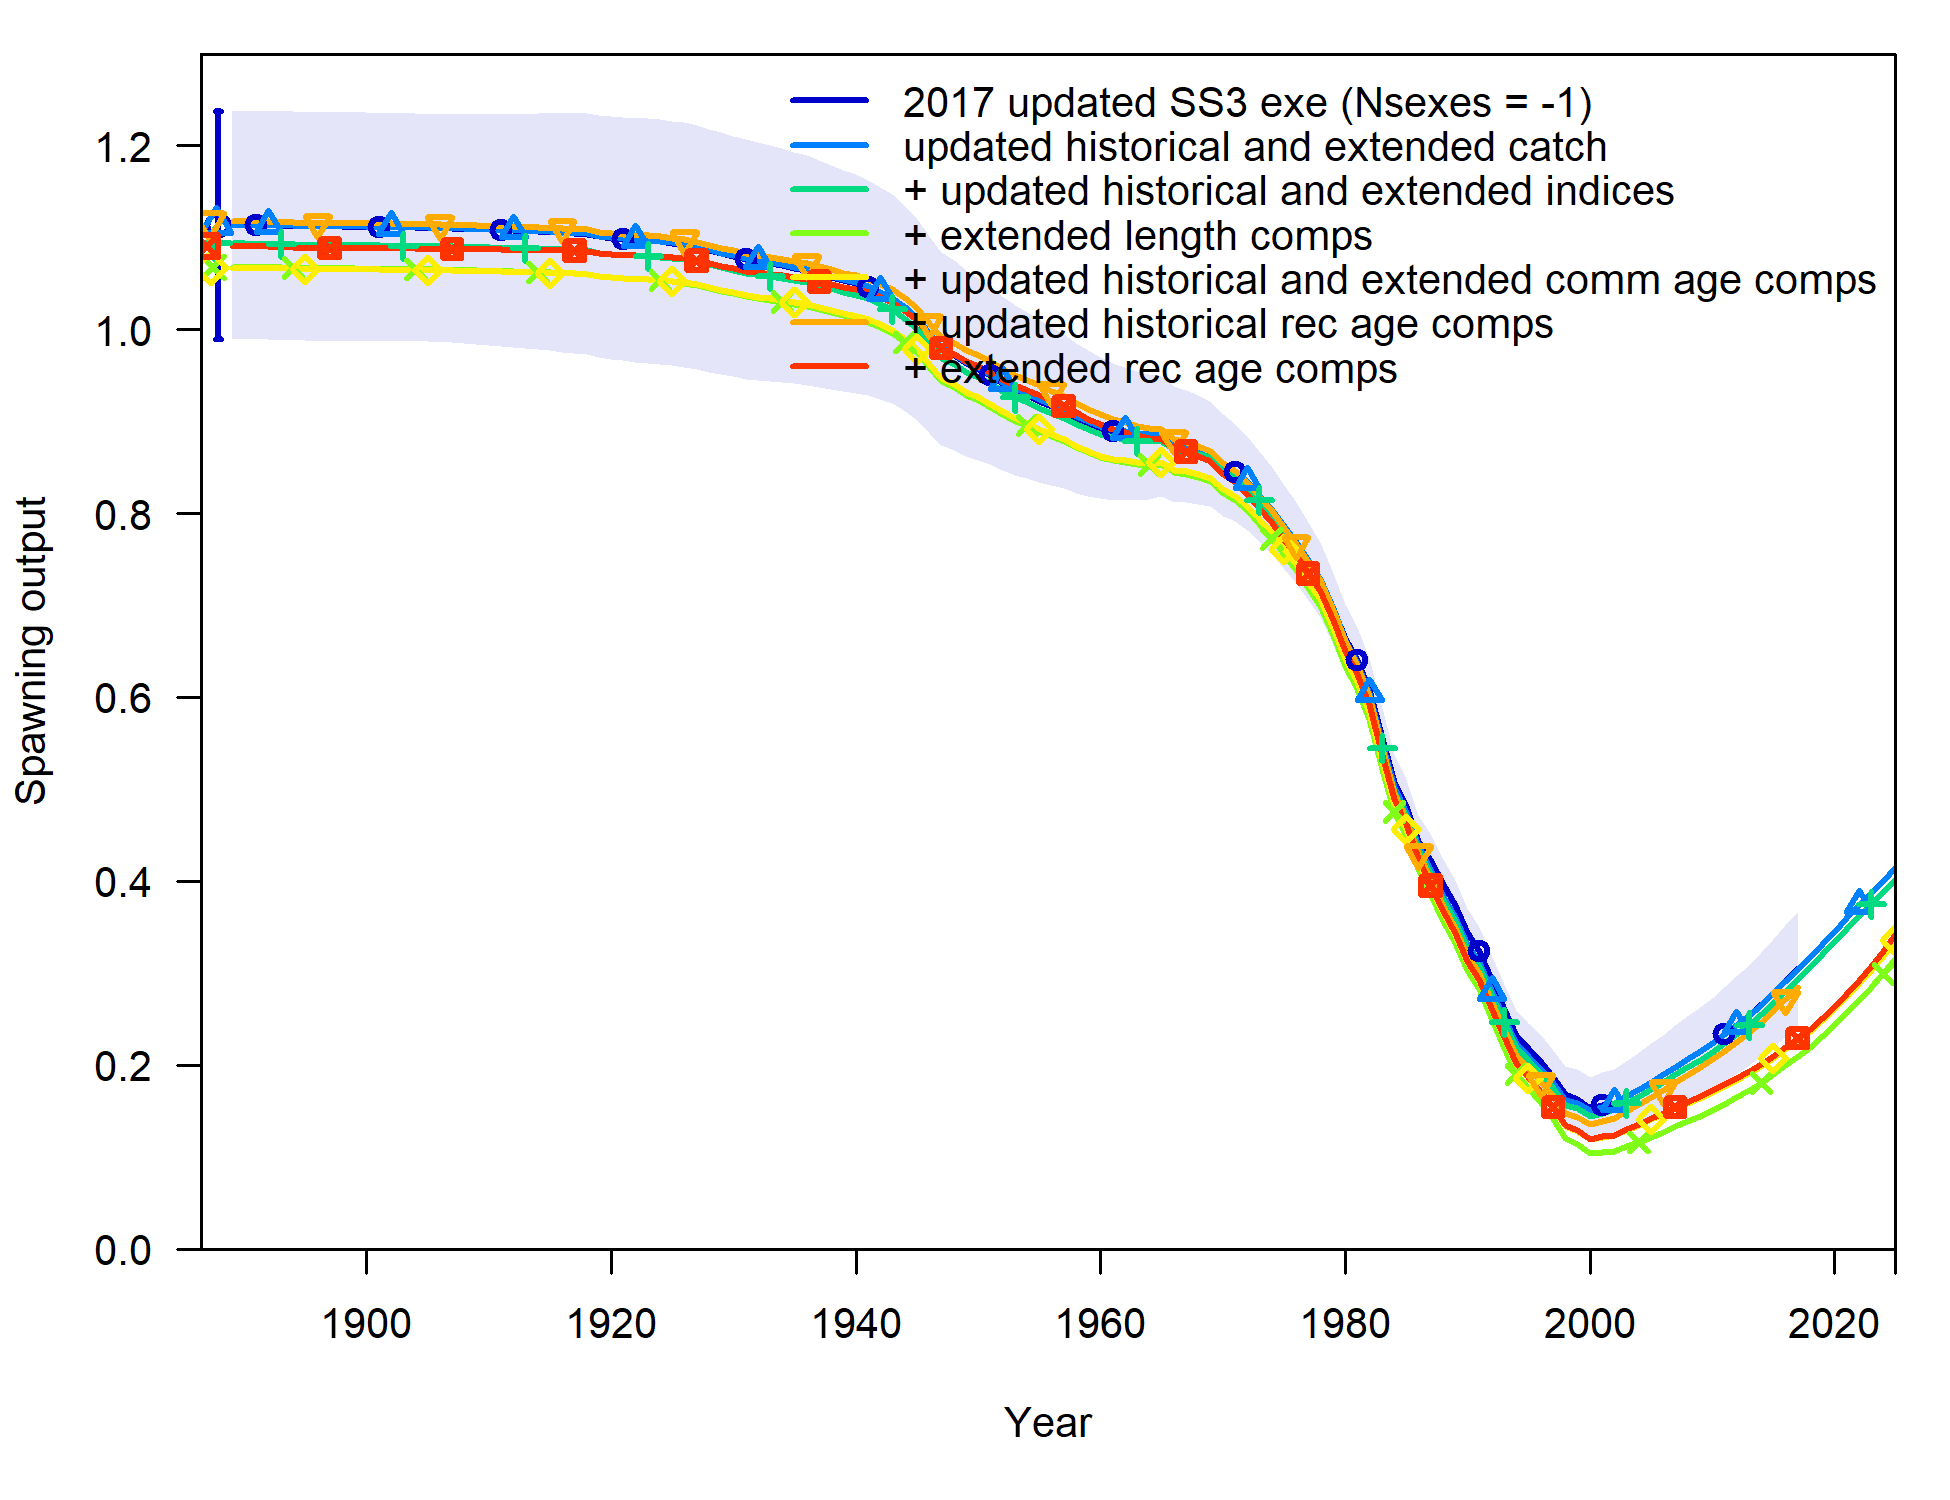 2017 updated SS3 exe (Nsexes = -1)
updated historical and extended catch
+ updated historical and extended indices
+ extended length comps
+ updated historical and extended comm age comps
+ updated historical rec age comps
+ extended rec age comps
1.2
1.0
0.8
0.6
0.4
0.2
0.0
Spawning output
1900 1920 1940 1960 1980 2000 2020
Year